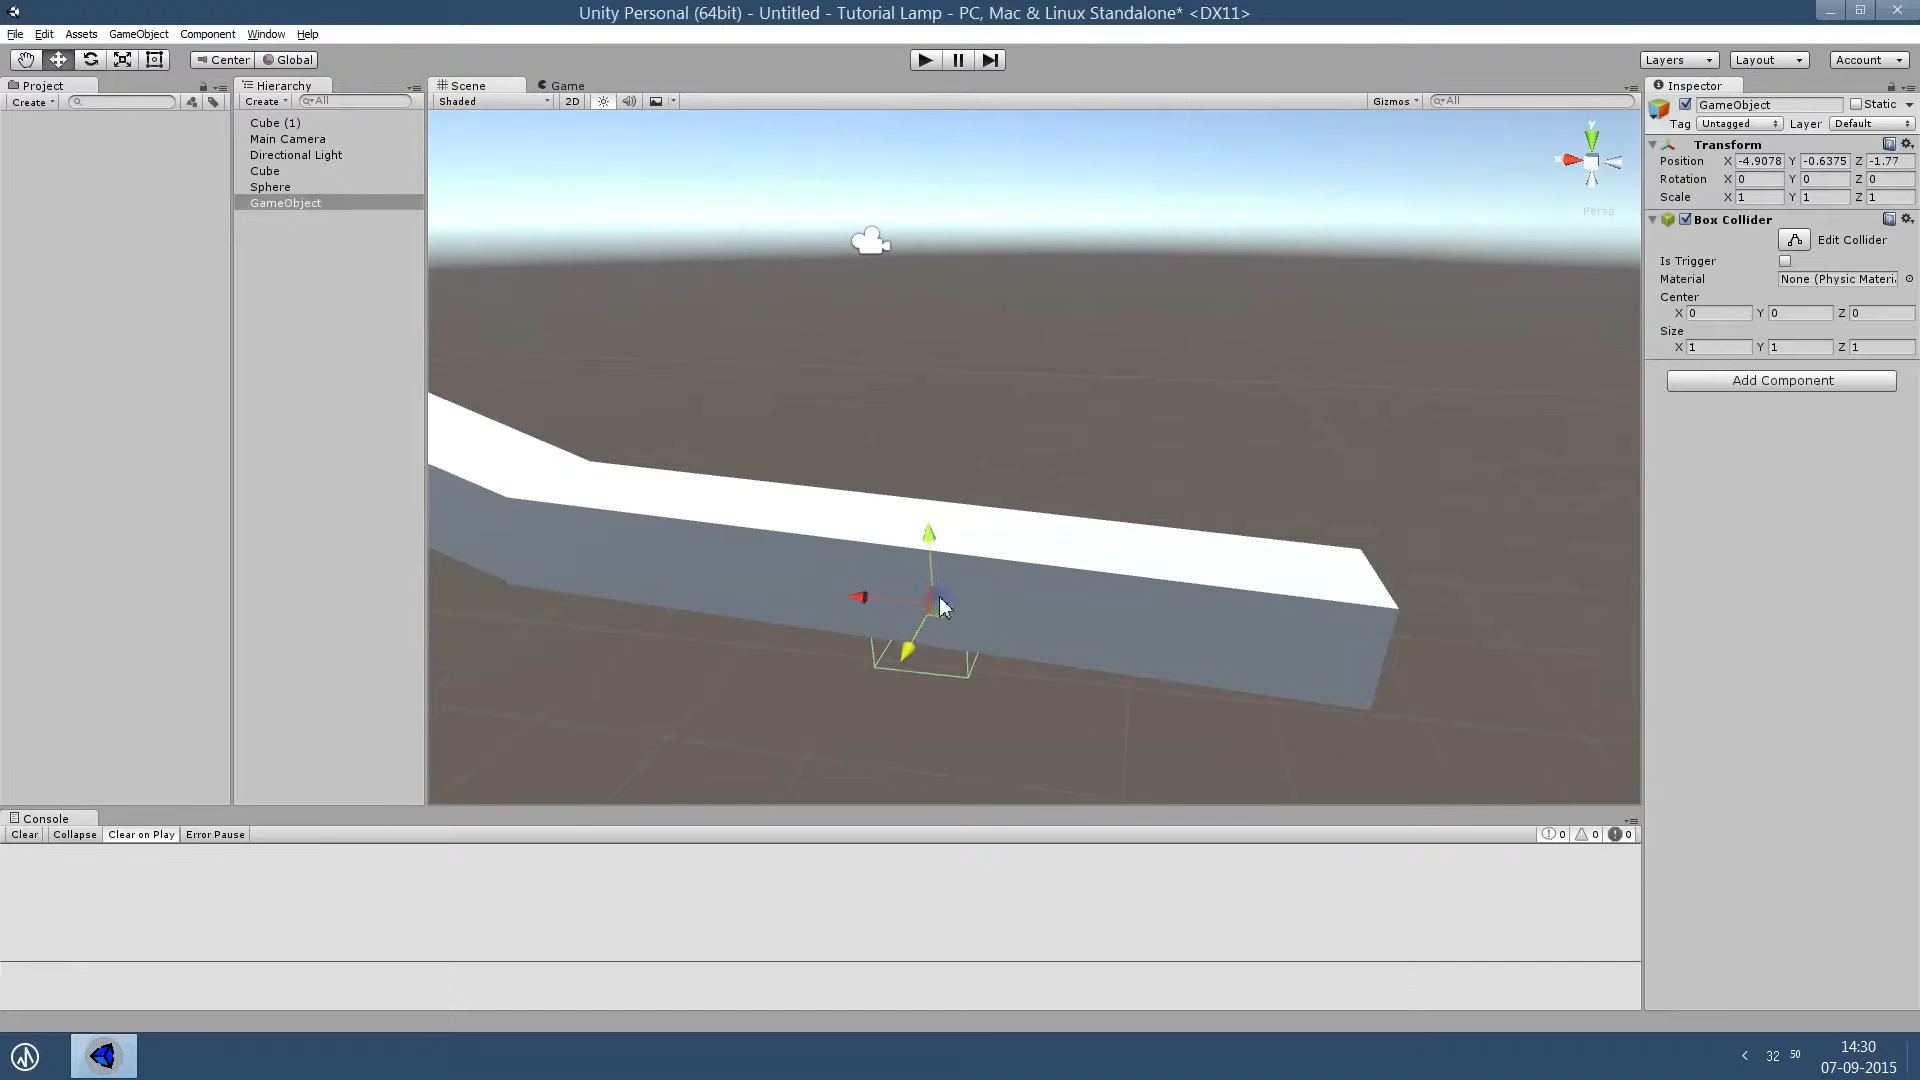 Unity Personal (64bit) - Untitled - Tutorial Lamp - PC, Mac & Linux Standalone* <DX11>
File Edit Assets GameObject Component Window Help
Center Global
Layers Layout Account
Project
Create
Hierarchy
Create All
Cube (1)
Main Camera
Directional Light
Cube
Sphere
GameObject
Scene Game
Shaded 2D Gizmos All
y
x
Persp
Inspector
GameObject Static
Tag Untagged Layer Default
Transform
Position X -4.9078 Y -0.6375 Z -1.77
Rotation X 0 Y 0 Z 0
Scale X 1 Y 1 Z 1
Box Collider
Edit Collider
Is Trigger
Material None (Physic Materi
Center
X 0 Y 0 Z 0
Size
X 1 Y 1 Z 1
Add Component
Console
Clear Collapse Clear on Play Error Pause 0 0 0
32 50
14:30
07-09-2015